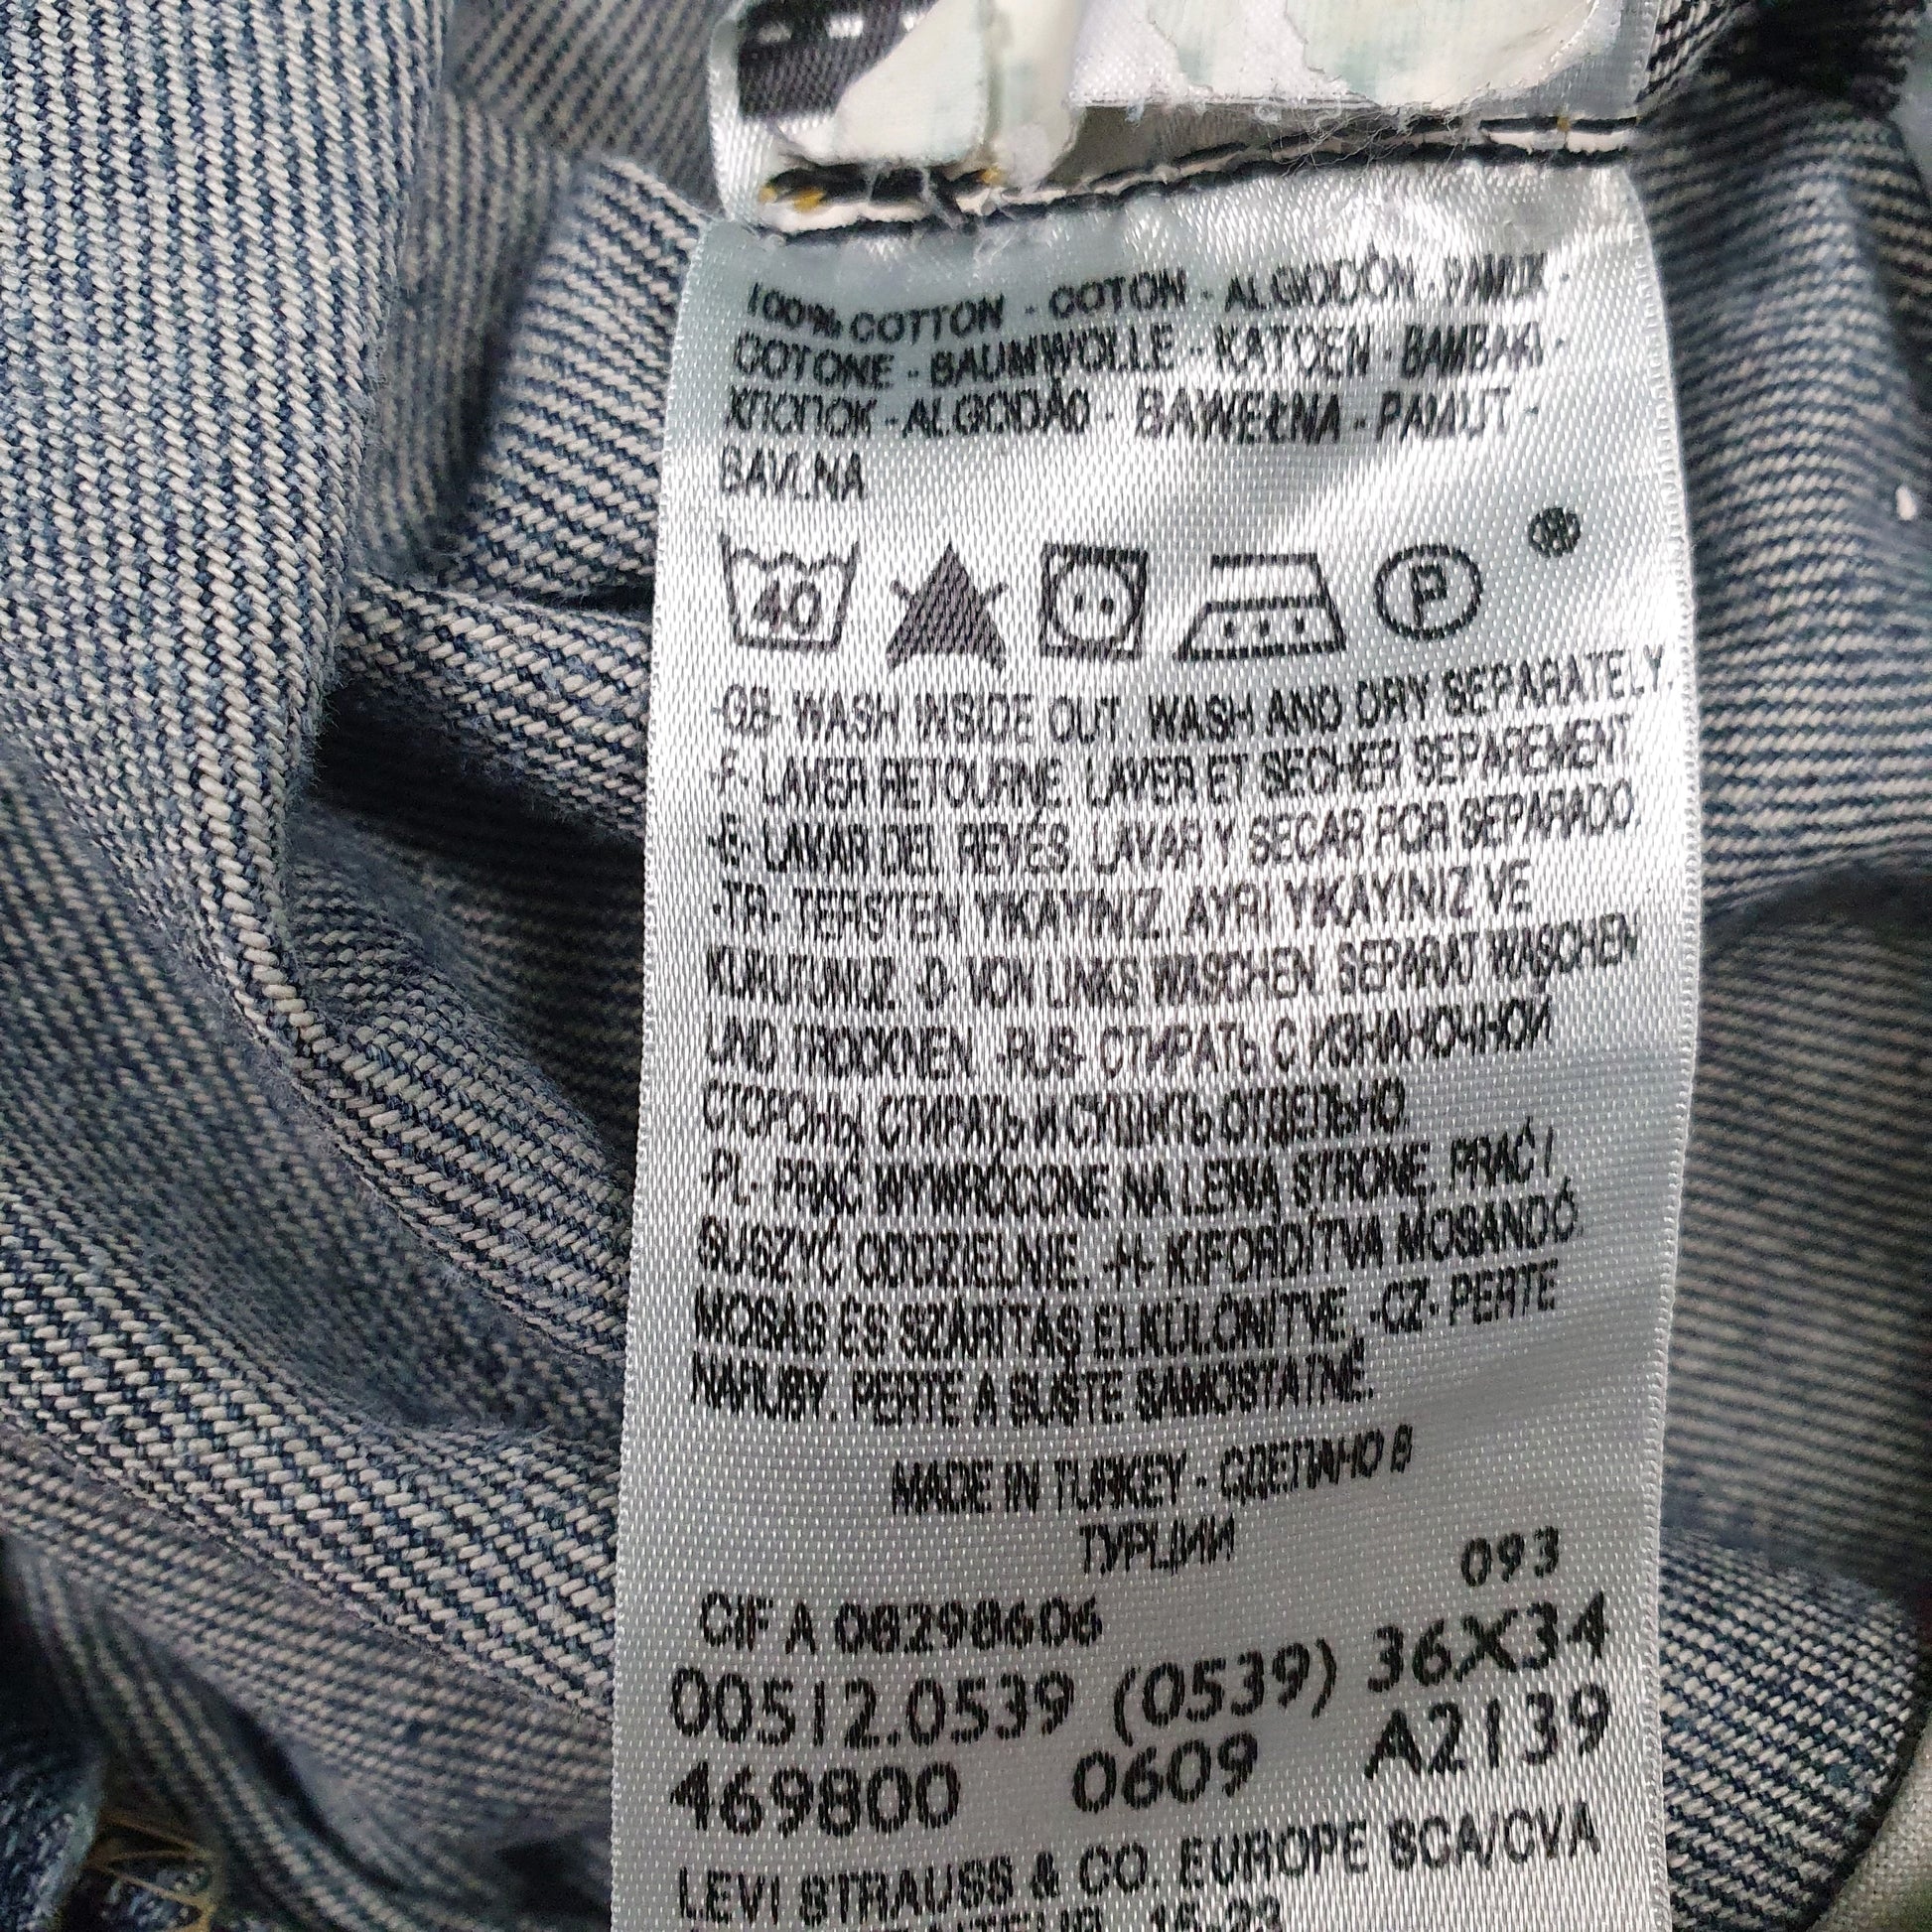 100% COTTON - COTON - ALGODÓN - PAMUK -
COTONE - BAUMWOLLE - KATOEN - BAMBAKI -
ХЛОПОК - ALGODÃO - BAWEŁNA - PAMUT -
BAVLNA
40 P ®
-GB- WASH INSIDE OUT. WASH AND DRY SEPARATELY.
-F- LAVER RETOURNE. LAVER ET SECHER SEPAREMENT
-E- LAVAR DEL REVÉS. LAVAR Y SECAR POR SEPARADO
-TR- TERSTEN YIKAYINIZ. AYRI YIKAYINIZ VE
KURUTUNUZ. -D- VON LINKS WASCHEN. SEPARAT WASCHEN
UND TROCKNEN -RUS- СТИРАТЬ С ИЗНАНОЧНОЙ
СТОРОНЫ СТИРАТЬ И СУШИТЬ ОТДЕЛЬНО
-PL- PRAĆ WYWRÓCONE NA LEWĄ STRONĘ. PRAĆ I
SUSZYĆ ODDZIELNIE. -H- KIFORDÍTVA MOSANDÓ
MOSÁS ÉS SZÁRÍTÁS ELKÜLÖNÍTVE. -CZ- PERTE
NARUBY. PERTE A SUŠTE SAMOSTATNĚ.
MADE IN TURKEY - СДЕЛАНО В
ТУРЦИИ
093
CIF A 08298606
00512.0539 (0539) 36X34
469800 0609 A2139
LEVI STRAUSS & CO. EUROPE SCA/CVA
15-23